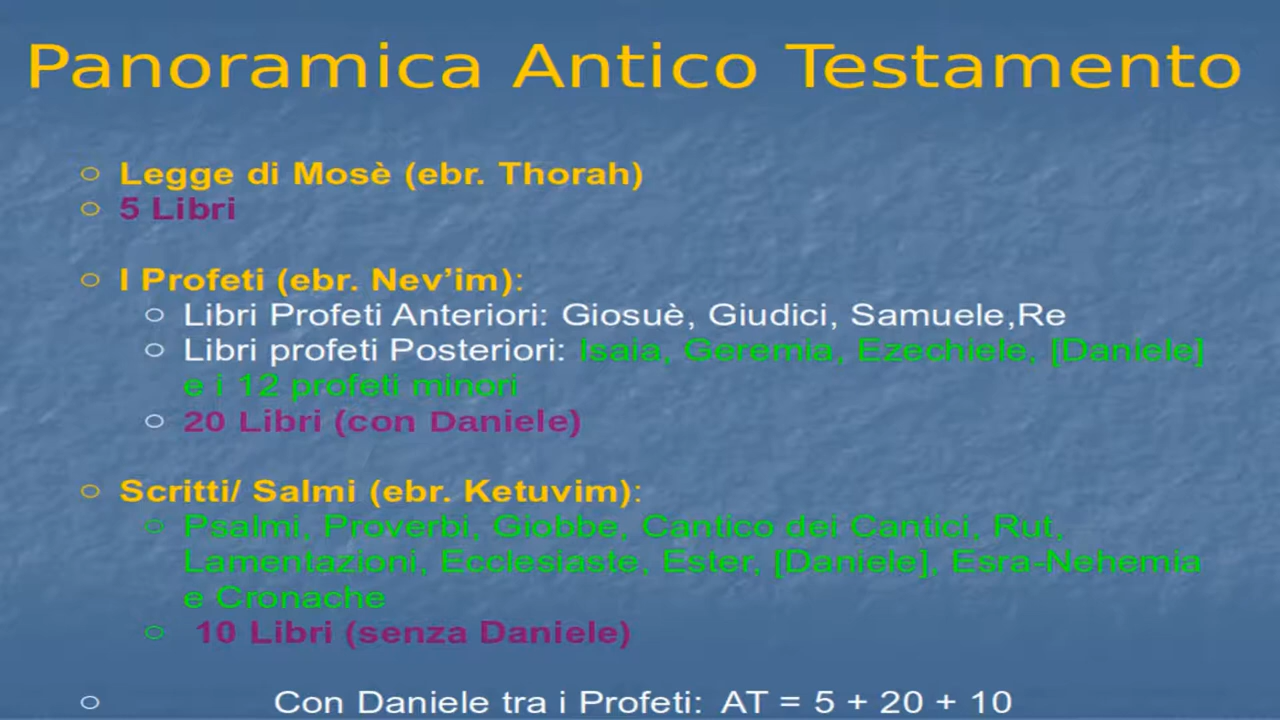 Panoramica Antico Testamento
Legge di Mosè (ebr. Thorah)
5 Libri
I Profeti (ebr. Nev'im):
Libri Profeti Anteriori: Giosuè, Giudici, Samuele,Re
Libri profeti Posteriori: Isaia, Geremia, Ezechiele, [Daniele]
e i 12 profeti minori
20 Libri (con Daniele)
Scritti/ Salmi (ebr. Ketuvim):
Psalmi, Proverbi, Giobbe, Cantico dei Cantici, Rut,
Lamentazioni, Ecclesiaste, Ester, [Daniele], Esra-Nehemia
e Cronache
10 Libri (senza Daniele)
Con Daniele tra i Profeti: AT = 5 + 20 + 10